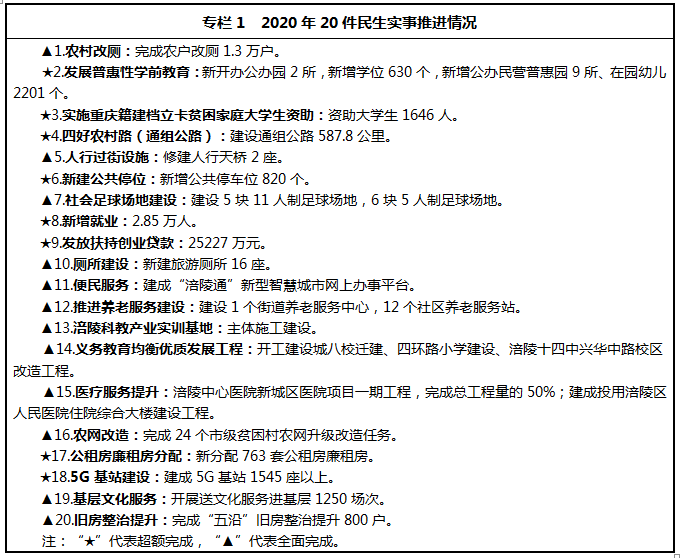 专栏 1 2020 年 20 件民生实事推进情况
▲1.农村改厕：完成农户改厕 1.3 万户。
★2.发展普惠性学前教育：新开办公办园 2 所，新增学位 630 个，新增公办民营普惠园 9 所、在园幼儿
2201 个。
★3.实施重庆籍建档立卡贫困家庭大学生资助：资助大学生 1646 人。
★4.四好农村路（通组公路）：建设通组公路 587.8 公里。
▲5.人行过街设施：修建人行天桥 2 座。
★6.新建公共停位：新增公共停车位 820 个。
▲7.社会足球场地建设：建设 5 块 11 人制足球场地，6 块 5 人制足球场地。
★8.新增就业：2.85 万人。
★9.发放扶持创业贷款：25227 万元。
▲10.厕所建设：新建旅游厕所 16 座。
▲11.便民服务：建成“涪陵通”新型智慧城市网上办事平台。
▲12.推进养老服务建设：建设 1 个街道养老服务中心，12 个社区养老服务站。
▲13.涪陵科教产业实训基地：主体施工建设。
▲14.义务教育均衡优质发展工程：开工建设城八校迁建、四环路小学建设、涪陵十四中兴华中路校区
改造工程。
▲15.医疗服务提升：涪陵中心医院新城区医院项目一期工程，完成总工程量的 50%；建成投用涪陵区
人民医院住院综合大楼建设工程。
▲16.农网改造：完成 24 个市级贫困村农网升级改造任务。
★17.公租房廉租房分配：新分配 763 套公租房廉租房。
★18.5G 基站建设：建成 5G 基站 1545 座以上。
▲19.基层文化服务：开展送文化服务进基层 1250 场次。
▲20.旧房整治提升：完成“五沿”旧房整治提升 800 户。
注：“★”代表超额完成，“▲”代表全面完成。